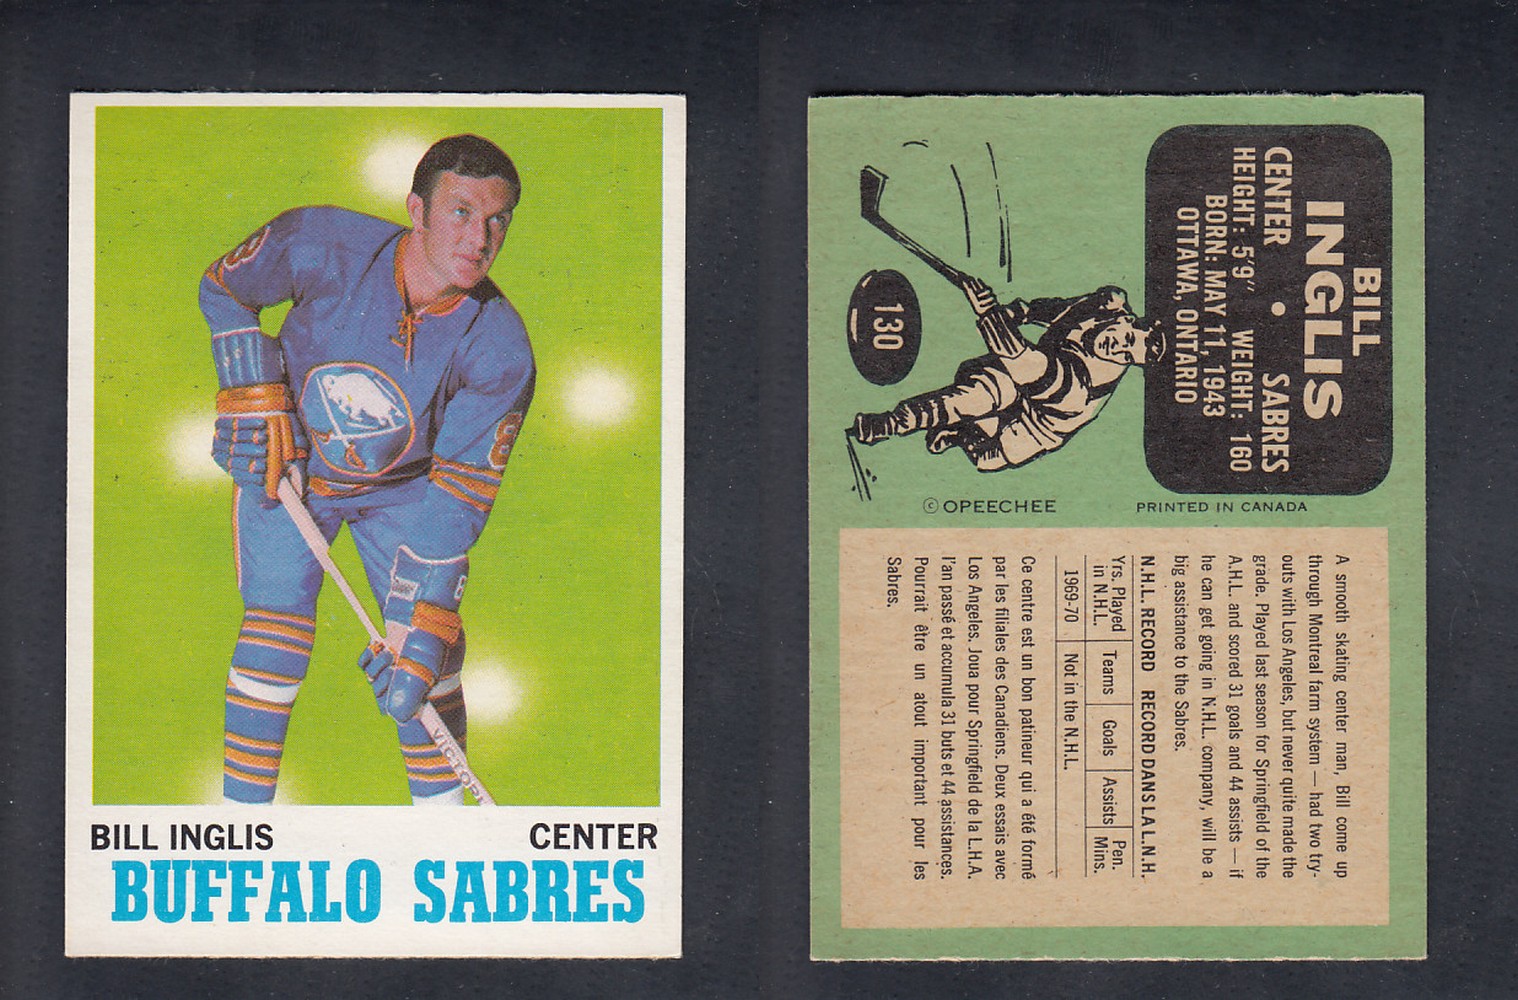 BILL INGLIS CENTER
BUFFALO SABRES
8
8
8
VICTORI
BILL
INGLIS
CENTER • SABRES
HEIGHT: 5'9" WEIGHT: 160
BORN: MAY 11, 1943
OTTAWA, ONTARIO
130
© OPEECHEE
PRINTED IN CANADA
A smooth skating center man, Bill come up
through Montreal farm system — had two try-
outs with Los Angeles, but never quite made the
grade. Played last season for Springfield of the
A.H.L. and scored 31 goals and 44 assists — if
he can get going in N.H.L. company, will be a
big assistance to the Sabres.
N.H.L. RECORD RECORD DANS LA L.N.H.
Yrs. Played Teams Goals Assists Pen.
in N.H.L. Mins.
1969-70 Not in the N.H.L.
Ce centre est un bon patineur qui a été formé
par les filiales des Canadiens. Deux essais avec
Los Angeles. Joua pour Springfield de la L.H.A.
l'an passé et accumula 31 buts et 44 assistances.
Pourrait être un atout important pour les
Sabres.